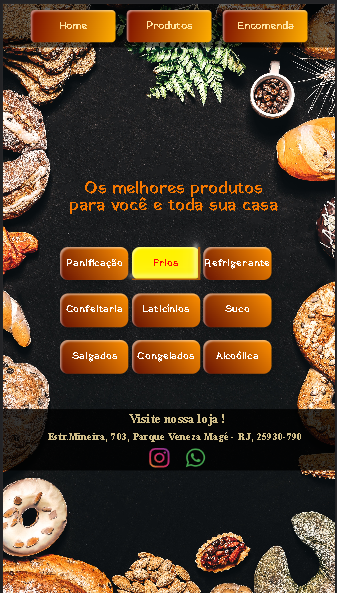 Home Produtos Encomenda
Os melhores produtos
para você e toda sua casa
Panificação Frios Refrigerante
Confeitaria Laticínios Suco
Salgados Congelados Alcoólica
Visite nossa loja !
Estr.Mineira, 703, Parque Veneza Magé - RJ, 25930-790